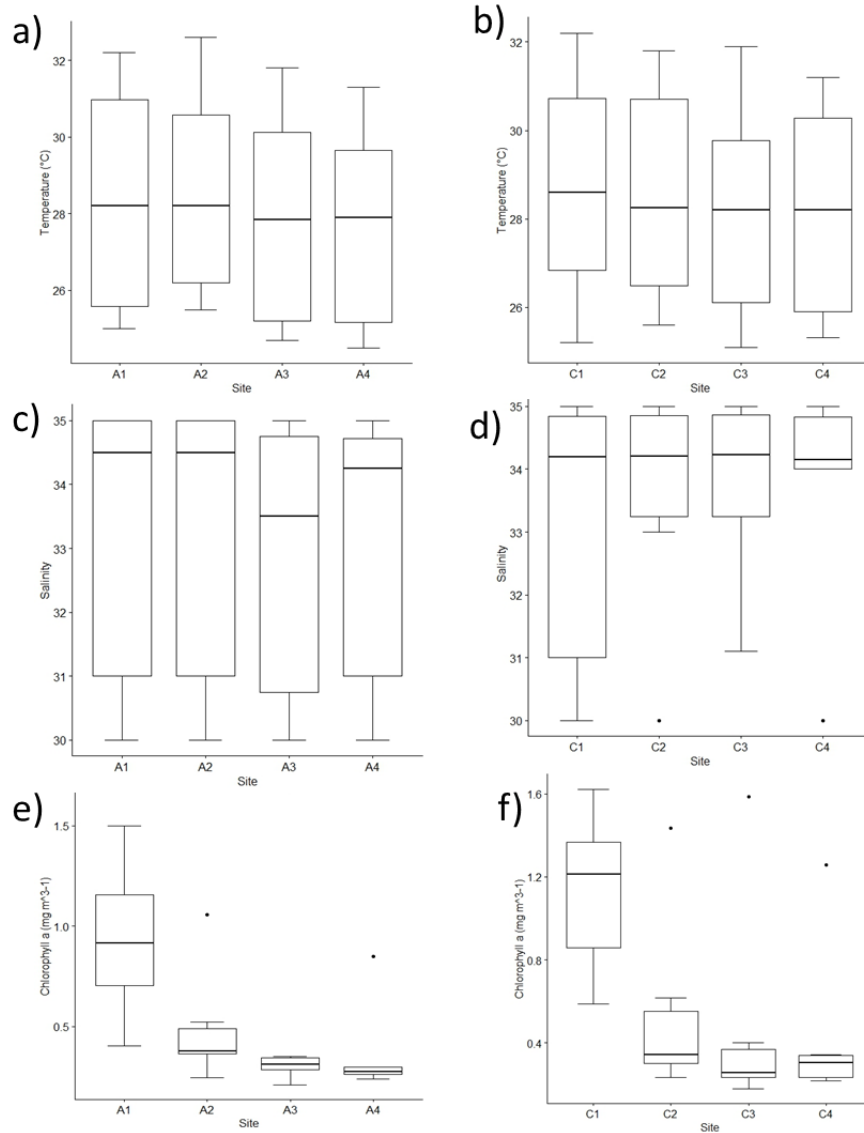 a)
Temperature (°C)
32
30
28
26
A1 A2 A3 A4
Site
b)
Temperature (°C)
32
30
28
26
C1 C2 C3 C4
Site
c)
Salinity
35
34
33
32
31
30
A1 A2 A3 A4
Site
d)
Salinity
35
34
33
32
31
30
C1 C2 C3 C4
Site
e)
Chlorophyll a (mg m^3-1)
1.5
1.0
0.5
A1 A2 A3 A4
Site
f)
Chlorophyll a (mg m^3-1)
1.6
1.2
0.8
0.4
C1 C2 C3 C4
Site